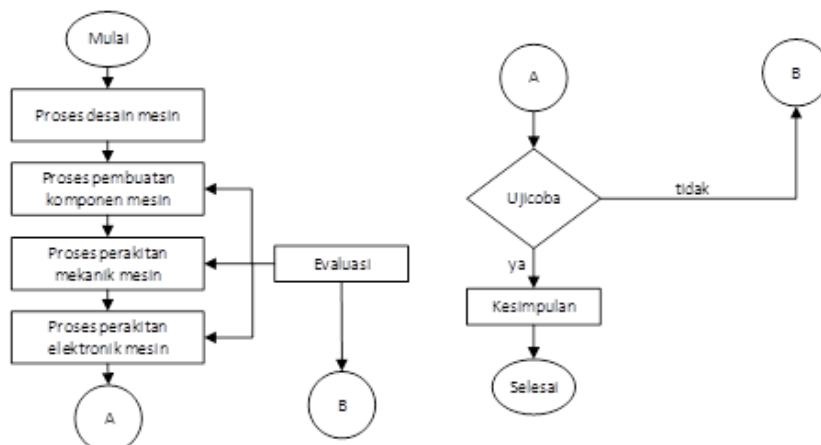 Mulai
Proses desain mesin
Proses pembuatan
komponen mesin
Proses perakitan
mekanik mesin
Evaluasi
Proses perakitan
elektronik mesin
A
B
A
B
Ujicoba
tidak
ya
Kesimpulan
Selesai